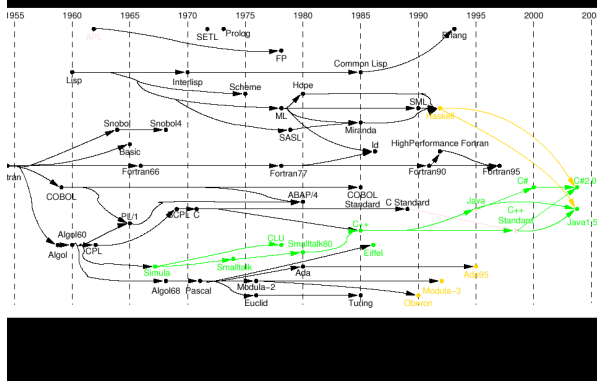 1955 1960 1965 1970 1975 1980 1985 1990 1995 2000 200
APL
SETL
Prolog
FP
Common Lisp
Erlang
Lisp
Interlisp
Scheme
Hope
ML
SML
Haskell
SASL
Miranda
Snobol
Snobol4
Basic
Id
HighPerformance Fortran
tran
Fortran66
Fortran77
Fortran90
Fortran95
COBOL
ABAP/4
COBOL
Standard
C Standard
C#
C#2.0
PL/1
BCPL C
Java
C++
Standard
Java1.5
Algol60
Algol
CPL
C++
CLU
Smalltalk80
Smalltalk
Eiffel
Simula
Ada
Ada95
Algol68
Pascal
Modula-2
Modula-3
Euclid
Turing
Oberon